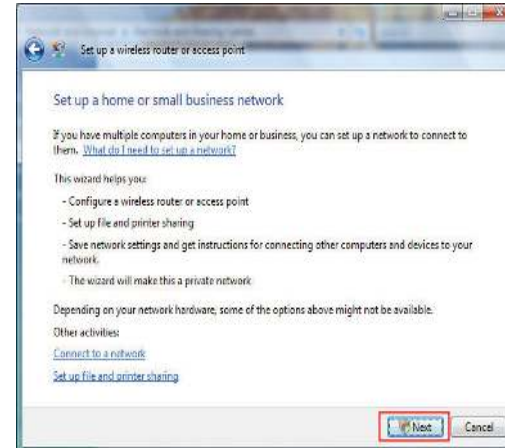 Set up a wireless router or access point
Set up a home or small business network
If you have multiple computers in your home or business, you can set up a network to connect to
them. What do I need to set up a network?
This wizard helps you:
- Configure a wireless router or access point
- Set up file and printer sharing
- Save network settings and get instructions for connecting other computers and devices to your
network.
- The wizard will make this a private network
Depending on your network hardware, some of the options above might not be available.
Other activities:
Connect to a network
Set up file and printer sharing
Next Cancel